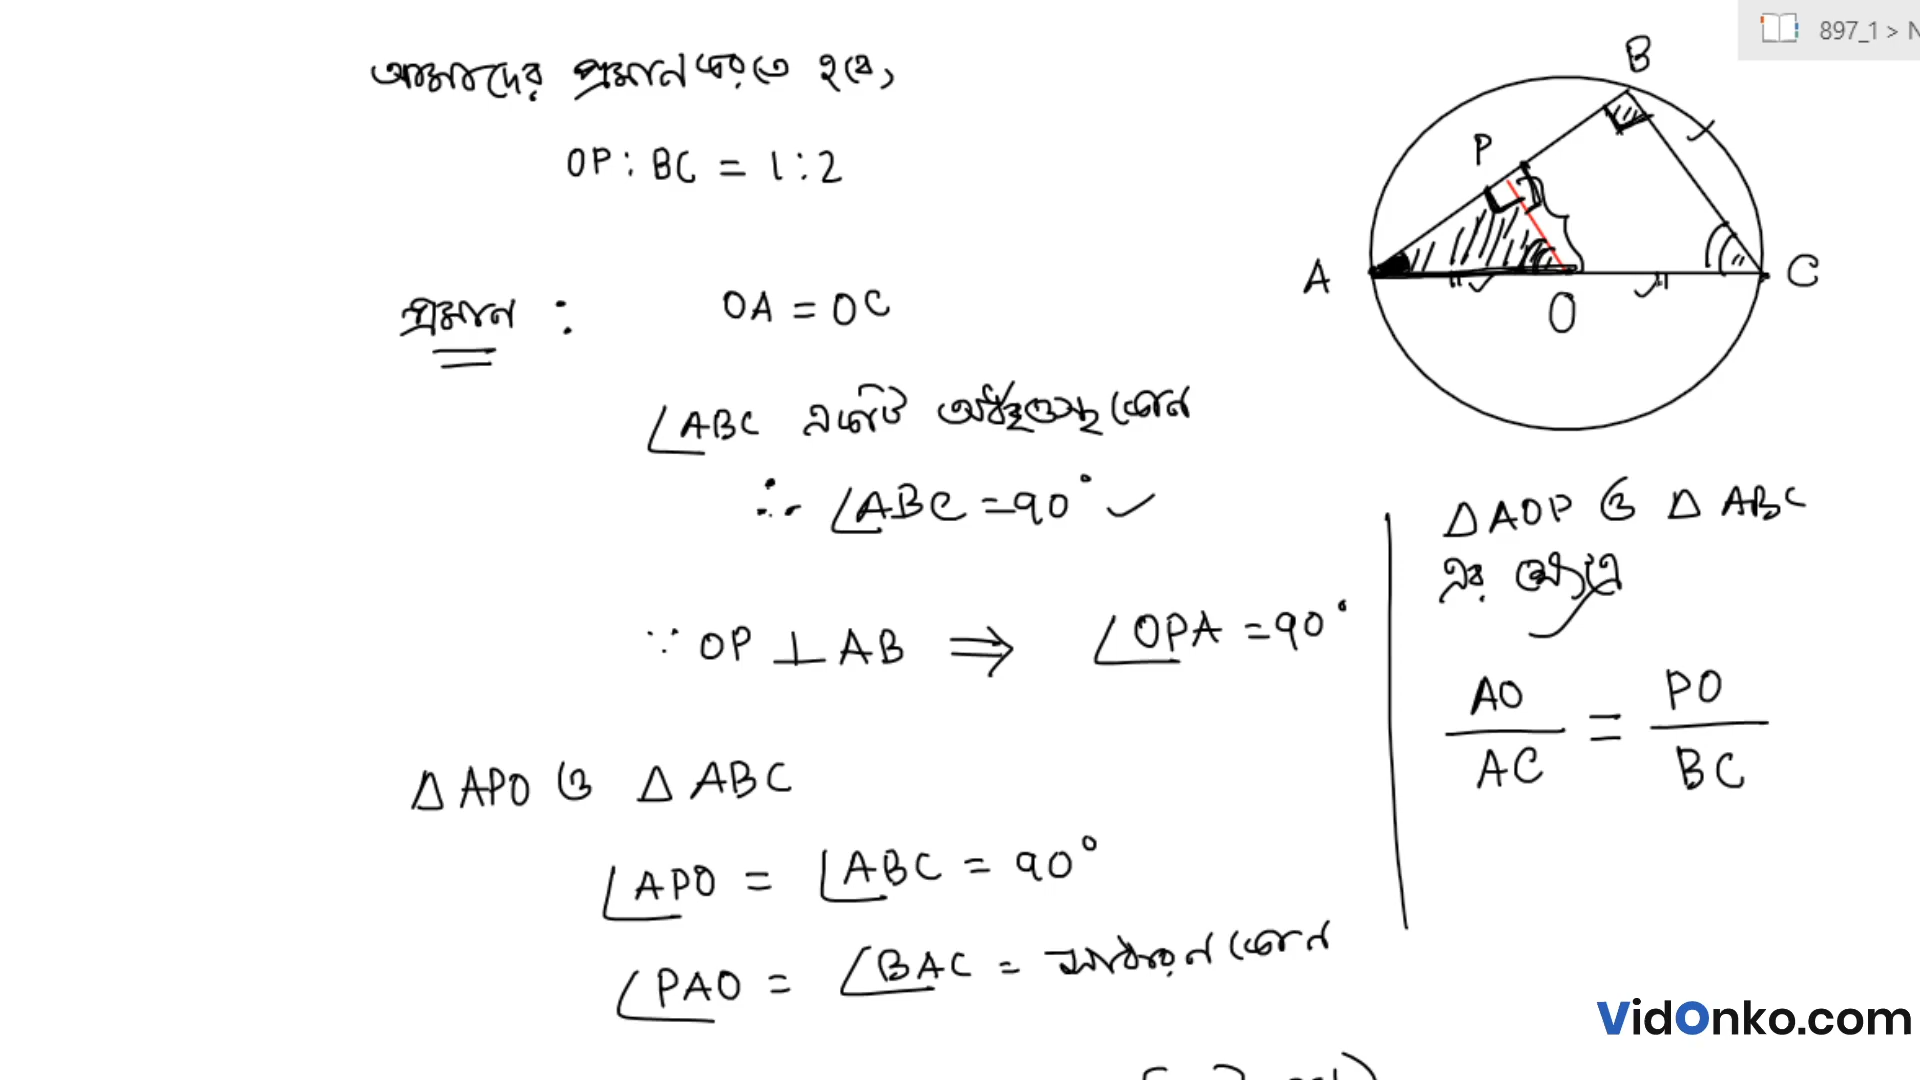 আমাদের প্রমান করতে হবে,
OP : BC = 1 : 2
প্রমান : OA = OC
∠ABC একটি অর্ধবৃত্তস্থ কোন
∴ ∠ABC = 90° ✓
∵ OP ⊥ AB ⇒ ∠OPA = 90°
△ APO ও △ ABC
∠APO = ∠ABC = 90°
∠PAO = ∠BAC = সাধারন কোন
897_1 > N
B
P
A
O
C
△ AOP ও △ ABC
এর ক্ষেত্রে
AO/AC = PO/BC
VidOnko.com